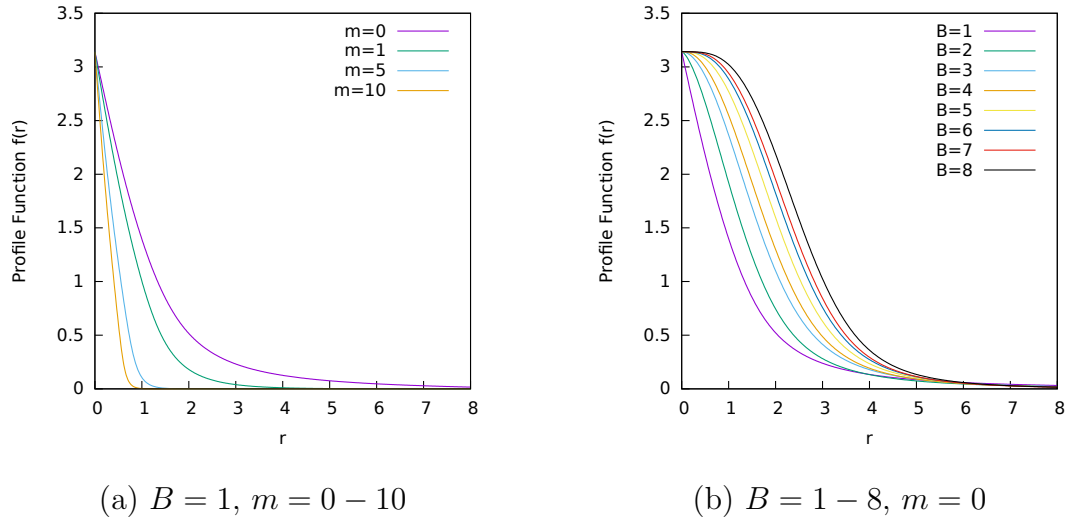 3.5
3
2.5
2
1.5
1
0.5
0
0 1 2 3 4 5 6 7 8
Profile Function f(r)
r
m=0
m=1
m=5
m=10
(a) B = 1, m = 0 − 10
3.5
3
2.5
2
1.5
1
0.5
0
0 1 2 3 4 5 6 7 8
Profile Function f(r)
r
B=1
B=2
B=3
B=4
B=5
B=6
B=7
B=8
(b) B = 1 − 8, m = 0